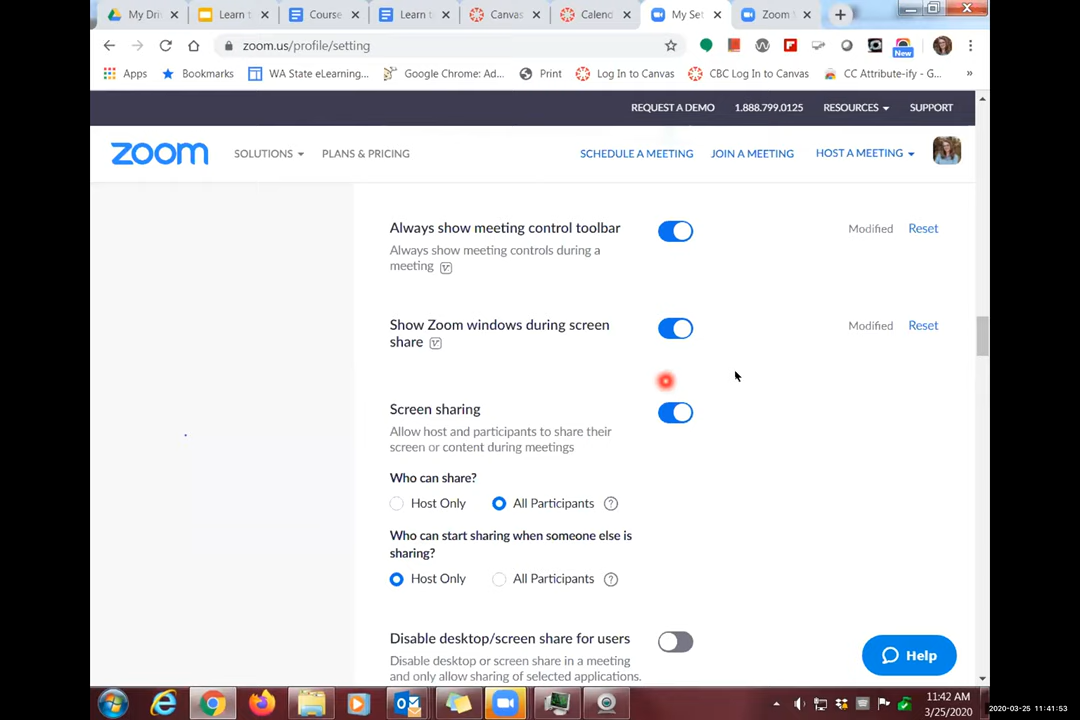 My Dri
Learn t
Course
Learn t
Canvas
Calend
My Set
Zoom
zoom.us/profile/setting
New
Apps
Bookmarks
WA State eLearning...
Google Chrome: Ad...
Print
Log In to Canvas
CBC Log In to Canvas
CC Attribute-ify - G...
REQUEST A DEMO
1.888.799.0125
RESOURCES
SUPPORT
zoom
SOLUTIONS
PLANS & PRICING
SCHEDULE A MEETING
JOIN A MEETING
HOST A MEETING
Always show meeting control toolbar
Modified
Reset
Always show meeting controls during a
meeting
Show Zoom windows during screen
share
Modified
Reset
Screen sharing
Allow host and participants to share their
screen or content during meetings
Who can share?
Host Only
All Participants
Who can start sharing when someone else is
sharing?
Host Only
All Participants
Disable desktop/screen share for users
Disable desktop or screen share in a meeting
and only allow sharing of selected applications.
Help
11:42 AM
3/25/2020
2020-03-25 11:41:53